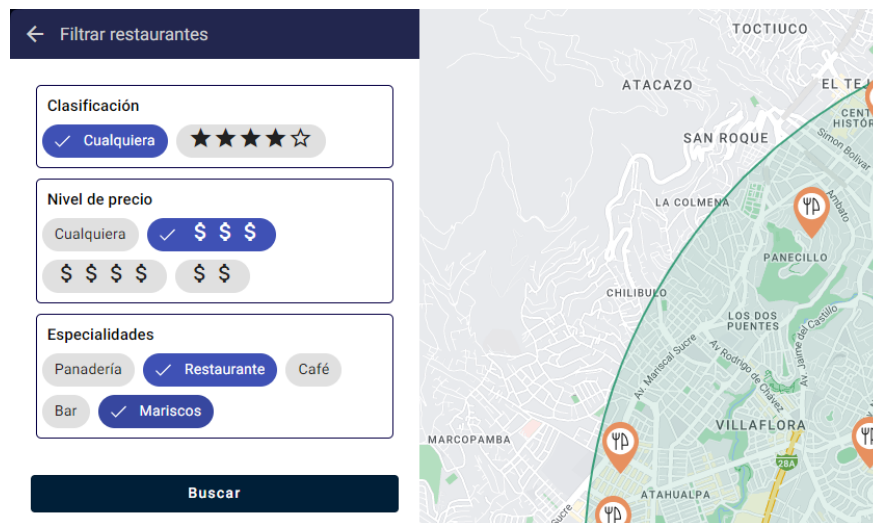 Filtrar restaurantes
Clasificación
Cualquiera
Nivel de precio
Cualquiera
$ $ $
$ $ $ $
$ $
Especialidades
Panadería
Restaurante
Café
Bar
Mariscos
Buscar
TOCTIUCO
ATACAZO
EL TEJ
CENT
HISTÓR
SAN ROQUE
Simon Bolivar
LA COLMENA
Ambato
PANECILLO
CHILIBULO
LOS DOS
PUENTES
Av. Mariscal Sucre
Av Rodrigo de Chávez
Av. Jaime del Castillo
VILLAFLORA
MARCOPAMBA
28A
ATAHUALPA